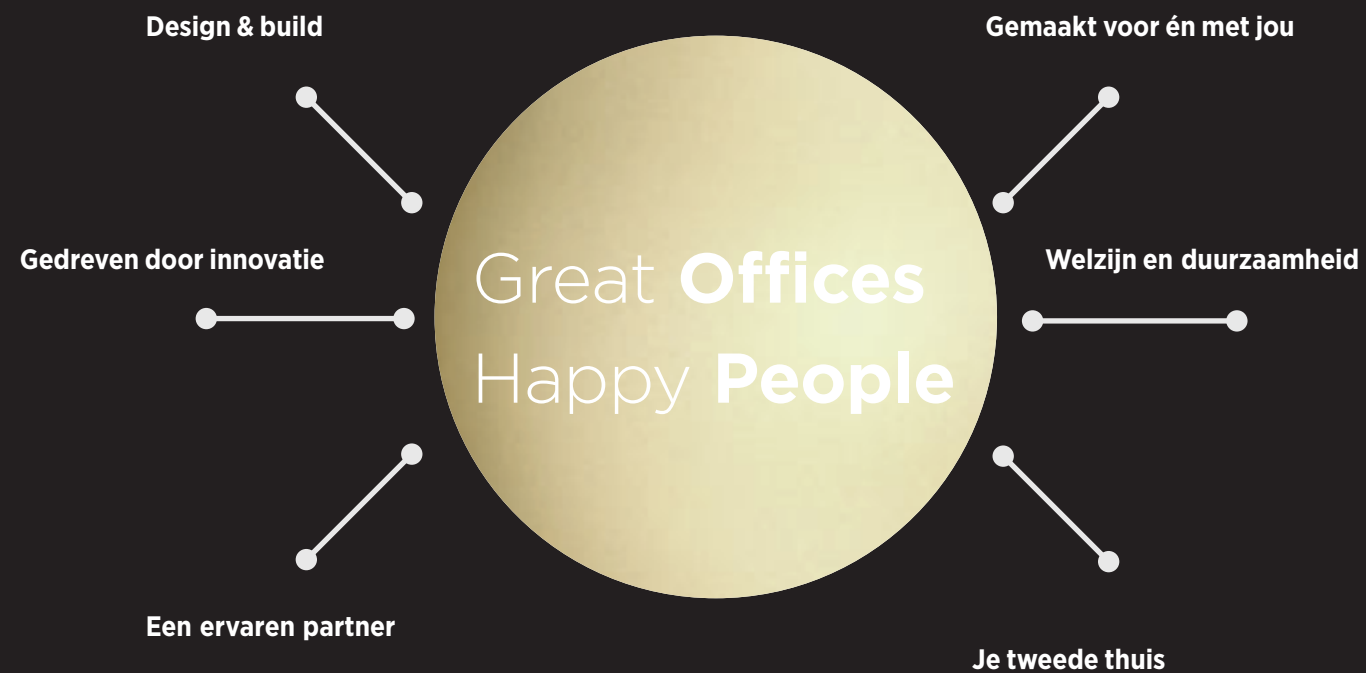 Design & build
Gemaakt voor én met jou
Gedreven door innovatie
Great Offices
Happy People
Welzijn en duurzaamheid
Een ervaren partner
Je tweede thuis